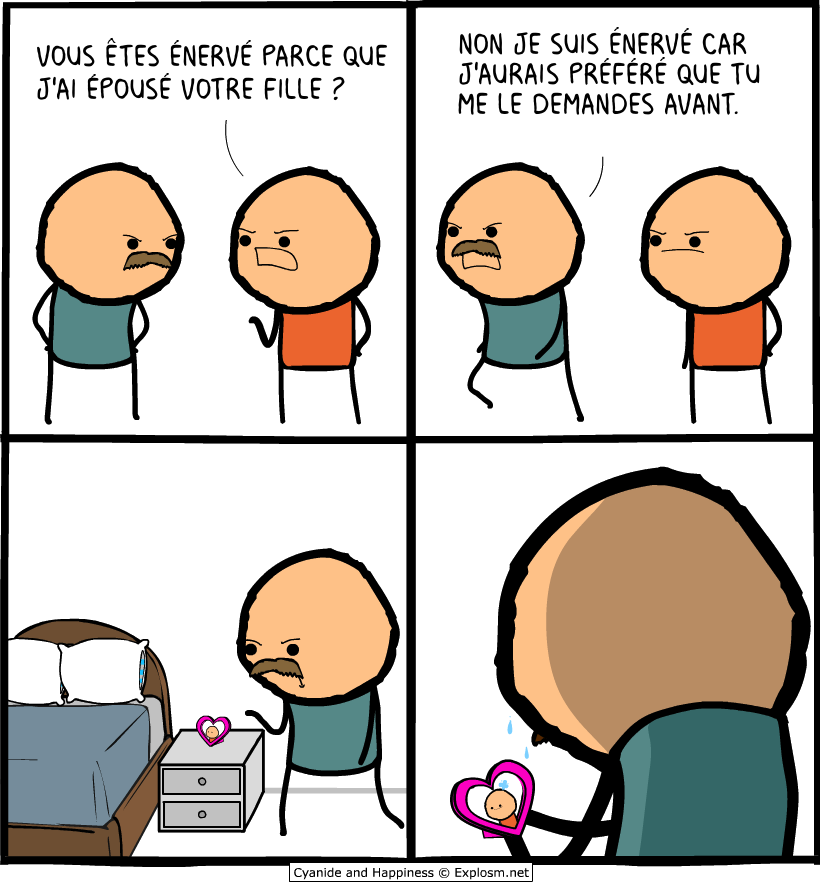 VOUS ÊTES ÉNERVÉ PARCE QUE
J'AI ÉPOUSÉ VOTRE FILLE ?
NON JE SUIS ÉNERVÉ CAR
J'AURAIS PRÉFÉRÉ QUE TU
ME LE DEMANDES AVANT.
Cyanide and Happiness © Explosm.net